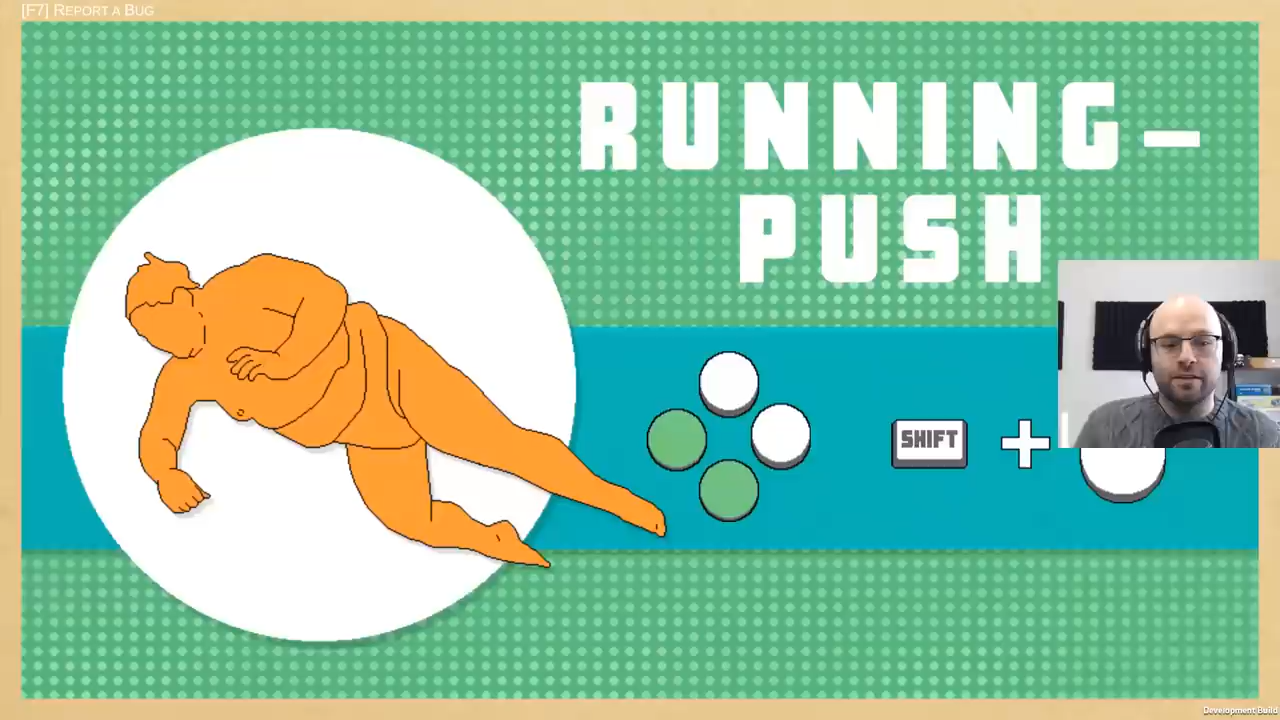 [F7] REPORT A BUG
RUNNING-
PUSH
SHIFT
Development Build